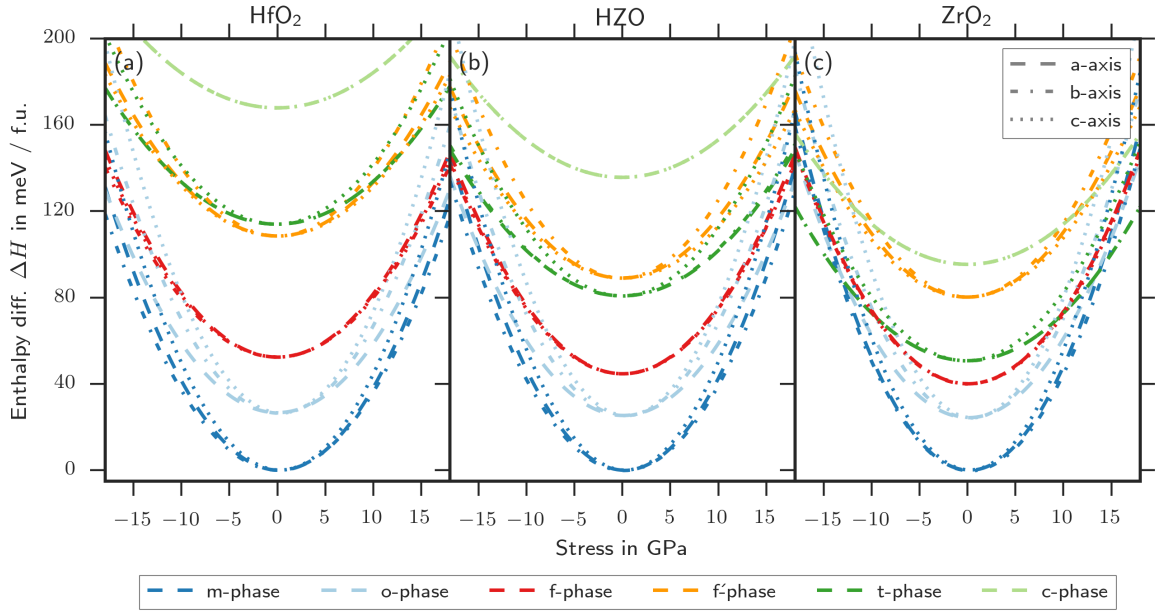 HfO₂ HZO ZrO₂
200
160
120
80
40
0
Enthalpy diff. ΔH in meV / f.u.
(a) (b) (c)
a-axis
b-axis
c-axis
−15 −10 −5 0 5 10 15 −15 −10 −5 0 5 10 15 −15 −10 −5 0 5 10 15
Stress in GPa
m-phase o-phase f-phase f′-phase t-phase c-phase